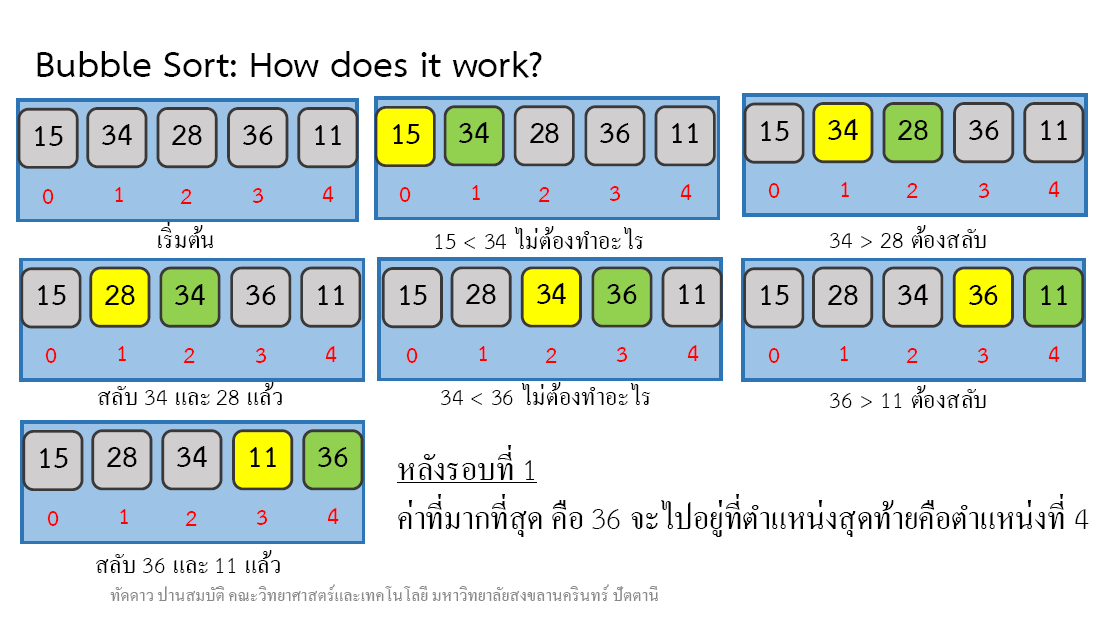 Bubble Sort: How does it work?
15 34 28 36 11
0 1 2 3 4
เริ่มต้น
15 34 28 36 11
0 1 2 3 4
15 < 34 ไม่ต้องทำอะไร
15 34 28 36 11
0 1 2 3 4
34 > 28 ต้องสลับ
15 28 34 36 11
0 1 2 3 4
สลับ 34 และ 28 แล้ว
15 28 34 36 11
0 1 2 3 4
34 < 36 ไม่ต้องทำอะไร
15 28 34 36 11
0 1 2 3 4
36 > 11 ต้องสลับ
15 28 34 11 36
0 1 2 3 4
สลับ 36 และ 11 แล้ว
หลังรอบที่ 1
ค่าที่มากที่สุด คือ 36 จะไปอยู่ที่ตำแหน่งสุดท้ายคือตำแหน่งที่ 4
ทัดดาว ปานสมบัติ คณะวิทยาศาสตร์และเทคโนโลยี มหาวิทยาลัยสงขลานครินทร์ ปัตตานี